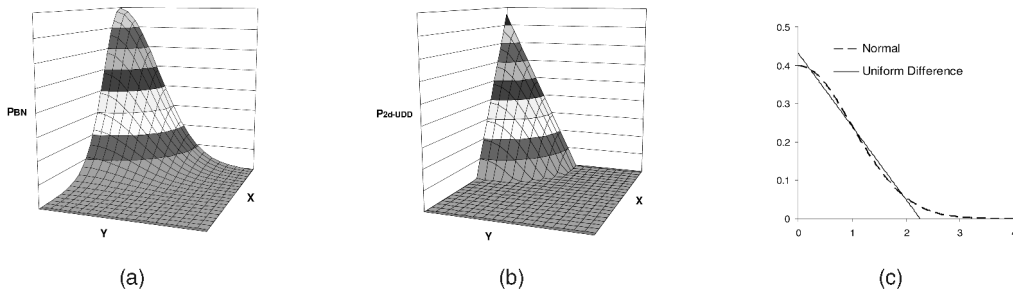 PBN
Y
X
(a)
P2d-UDD
Y
X
(b)
0.5
0.4
0.3
0.2
0.1
0
0
1
2
3
4
Normal
Uniform Difference
(c)